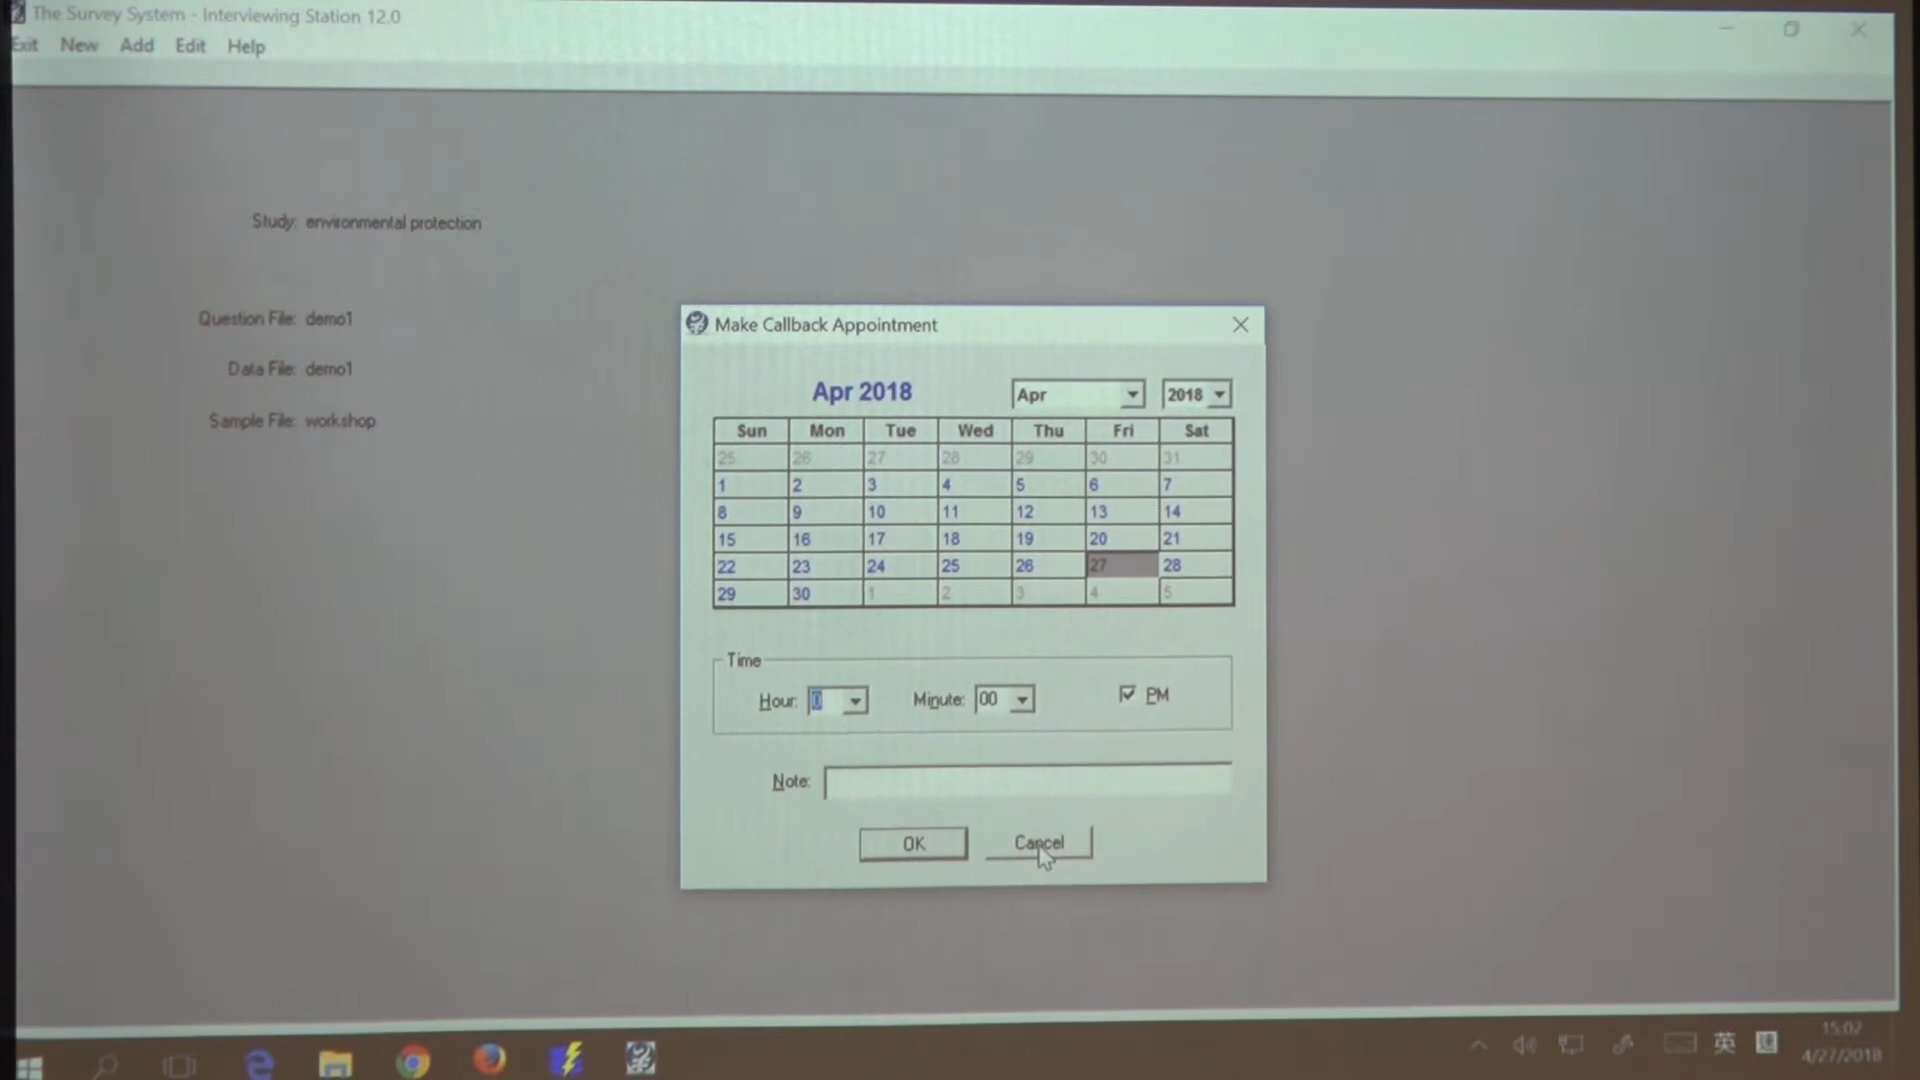 The Survey System - Interviewing Station 12.0
Exit New Add Edit Help
Study: environmental protection
Question File: demo1
Data File: demo1
Sample File: workshop
Make Callback Appointment
Apr 2018 Apr 2018
Sun Mon Tue Wed Thu Fri Sat
25 26 27 28 29 30 31
1 2 3 4 5 6 7
8 9 10 11 12 13 14
15 16 17 18 19 20 21
22 23 24 25 26 27 28
29 30 1 2 3 4 5
Time
Hour: 0 Minute: 00 PM
Note:
OK Cancel
英
15:02
4/27/2018